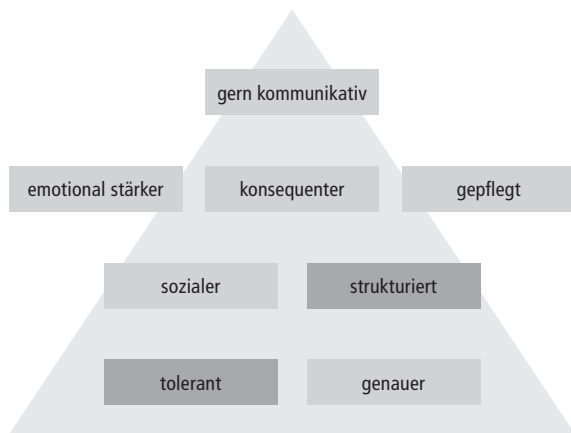 gern kommunikativ
emotional stärker
konsequenter
gepflegt
sozialer
strukturiert
tolerant
genauer